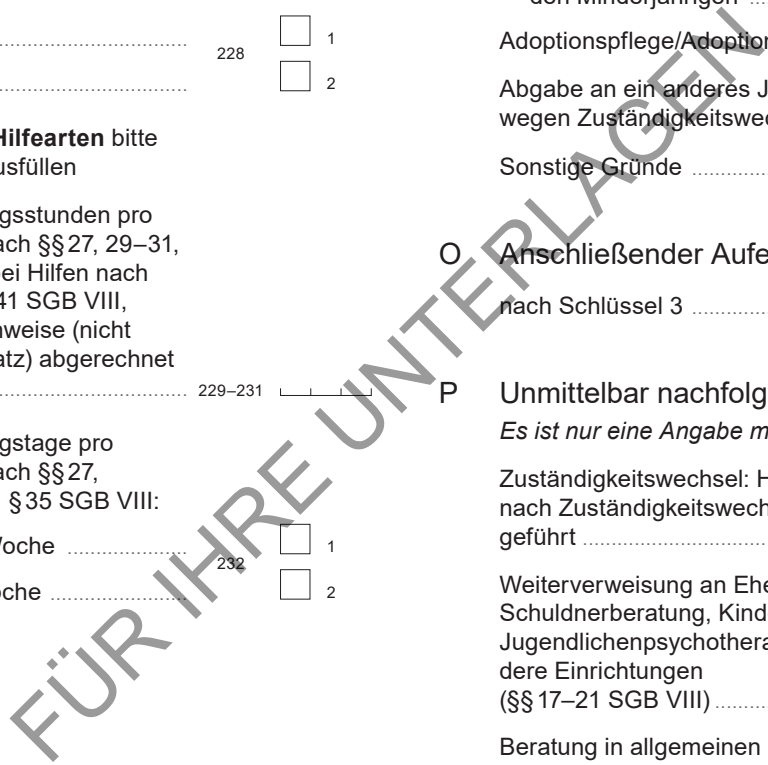 1
228
2
Hilfearten bitte
usfüllen
gsstunden pro
ach §§ 27, 29–31,
ei Hilfen nach
41 SGB VIII,
weise (nicht
atz) abgerechnet
229–231
gstage pro
ach §§ 27,
§ 35 SGB VIII:
Woche
1
232
oche
2
den Minderjährigen
Adoptionspflege/Adoption
Abgabe an ein anderes J
wegen Zuständigkeitswec
Sonstige Gründe
O Anschließender Aufe
nach Schlüssel 3
P Unmittelbar nachfolg
Es ist nur eine Angabe m
Zuständigkeitswechsel: H
nach Zuständigkeitswech
geführt
Weiterverweisung an Ehe
Schuldnerberatung, Kind
Jugendlichenpsychothera
dere Einrichtungen
(§§ 17–21 SGB VIII)
Beratung in allgemeinen
FÜR IHRE UNTERLAGEN